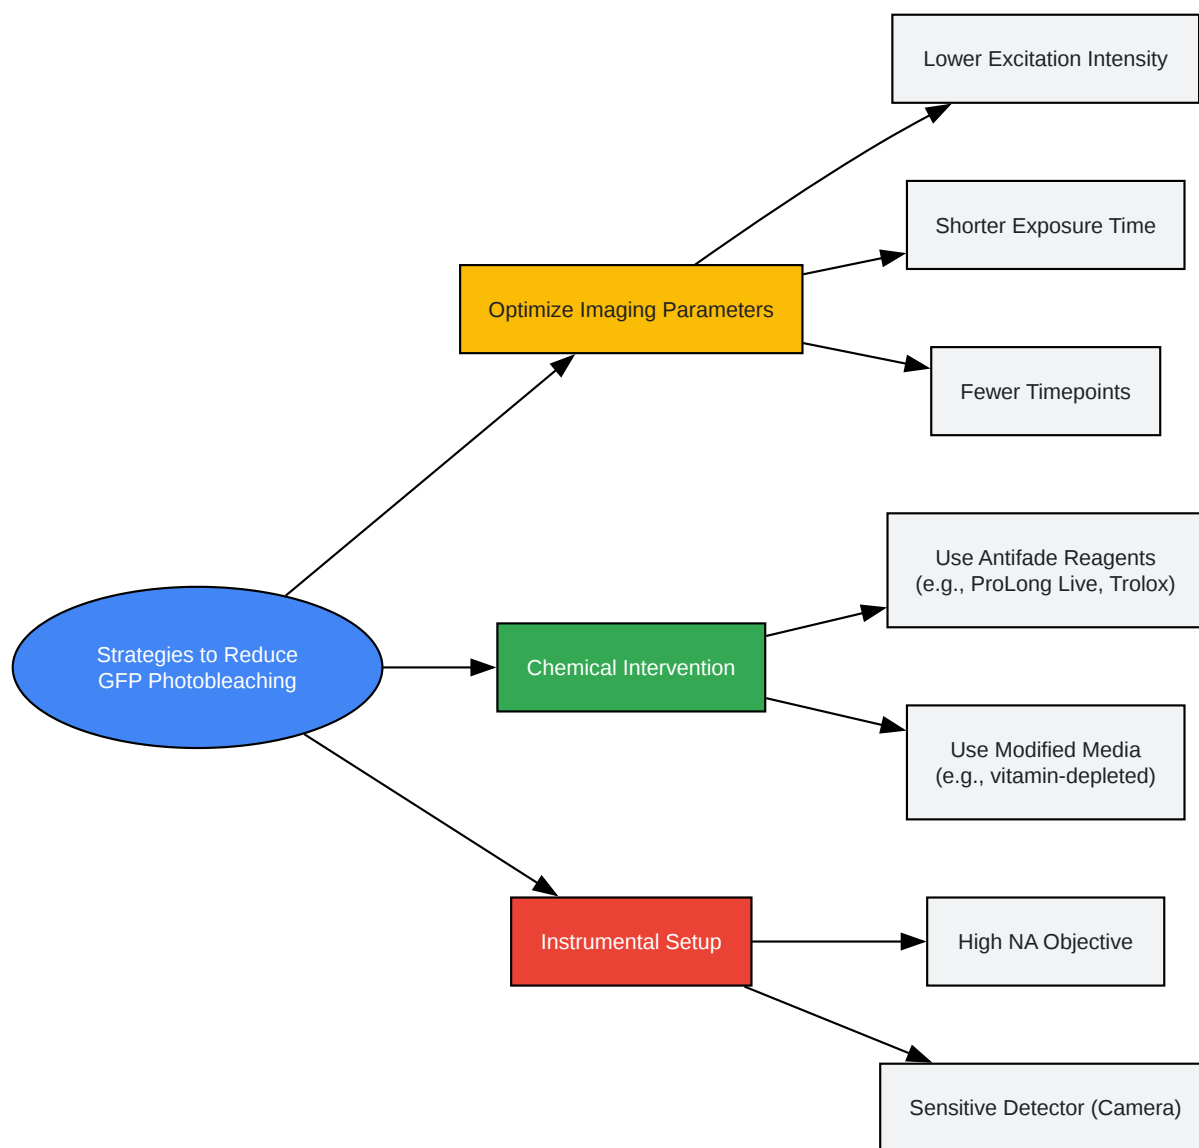 Strategies to Reduce
GFP Photobleaching
Optimize Imaging Parameters
Lower Excitation Intensity
Shorter Exposure Time
Fewer Timepoints
Chemical Intervention
Use Antifade Reagents
(e.g., ProLong Live, Trolox)
Use Modified Media
(e.g., vitamin-depleted)
Instrumental Setup
High NA Objective
Sensitive Detector (Camera)